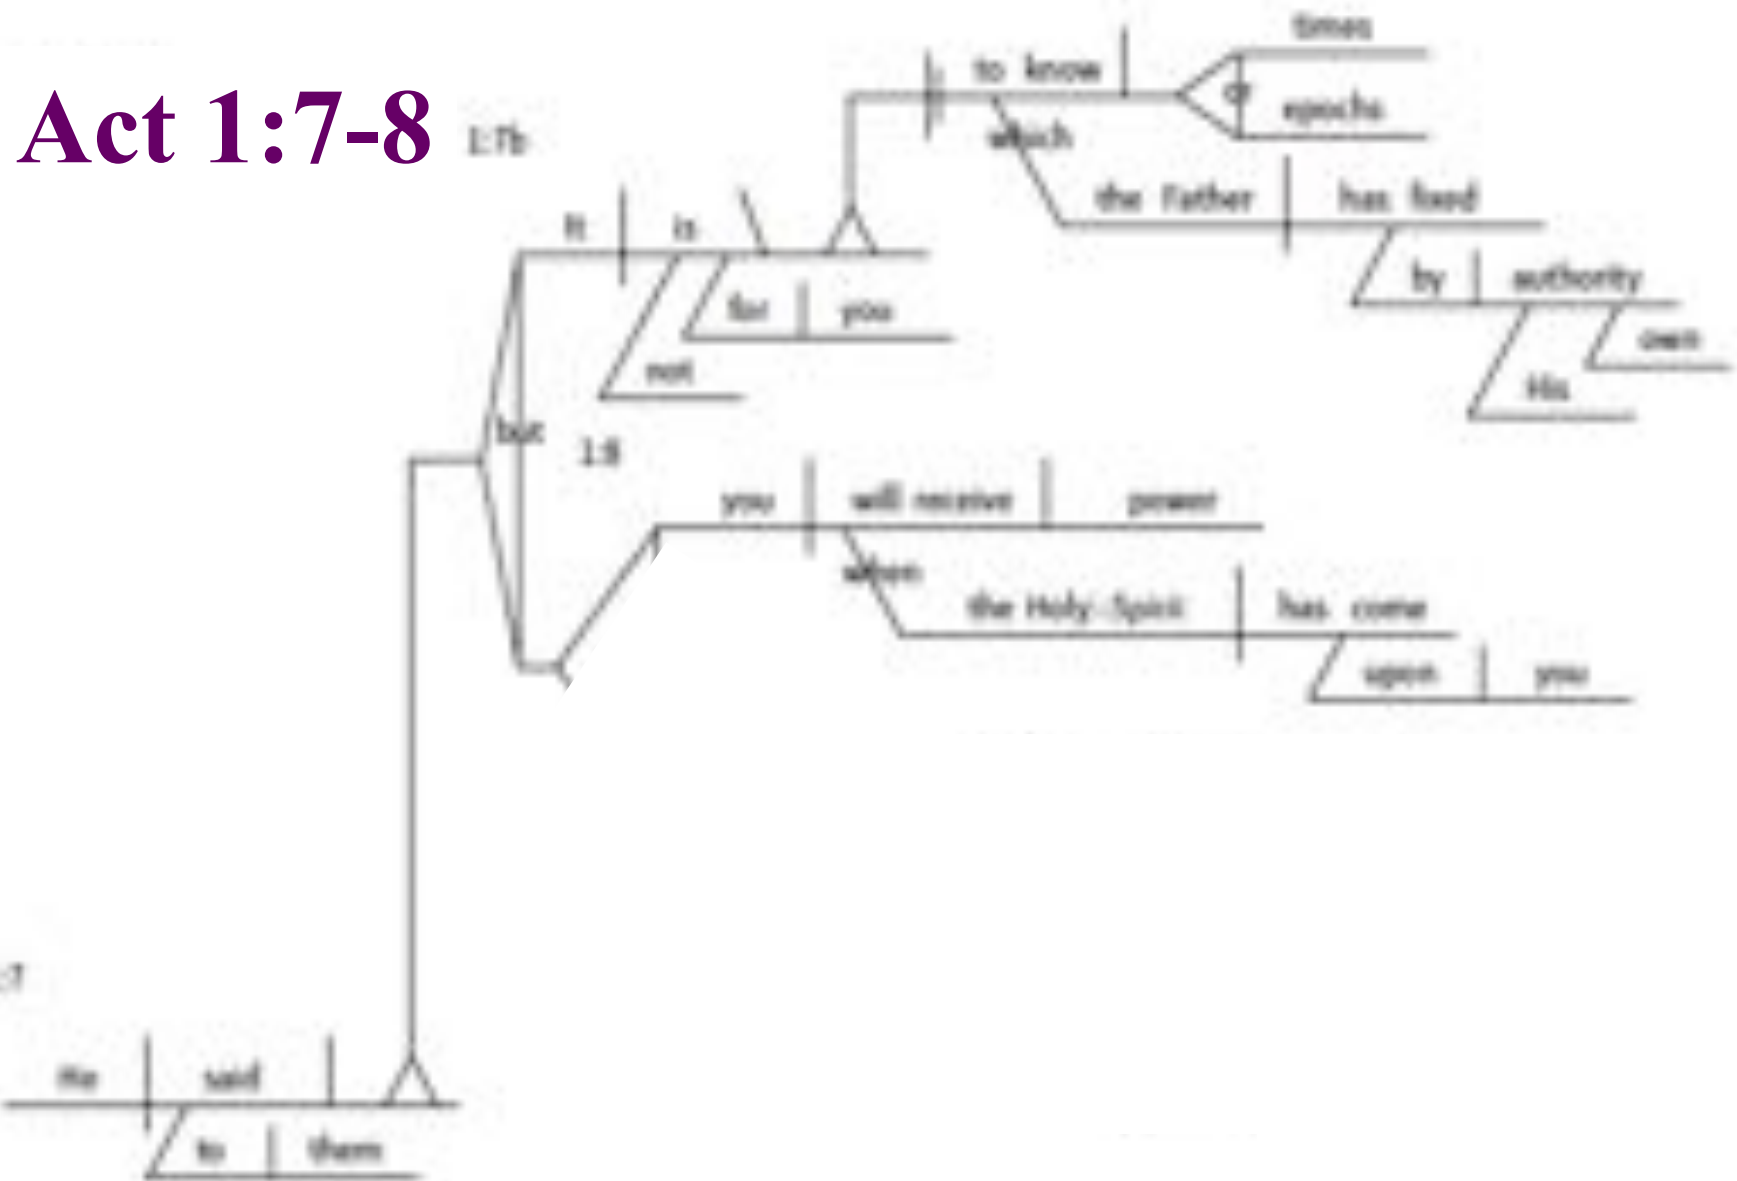 Act 1:7-8
1:7b
times
or
epochs
to know
which
the Father has fixed
by authority
own
His
It is
for you
not
but
1:8
you will receive power
when
the Holy-Spirit has come
upon you
:7
He said
to them